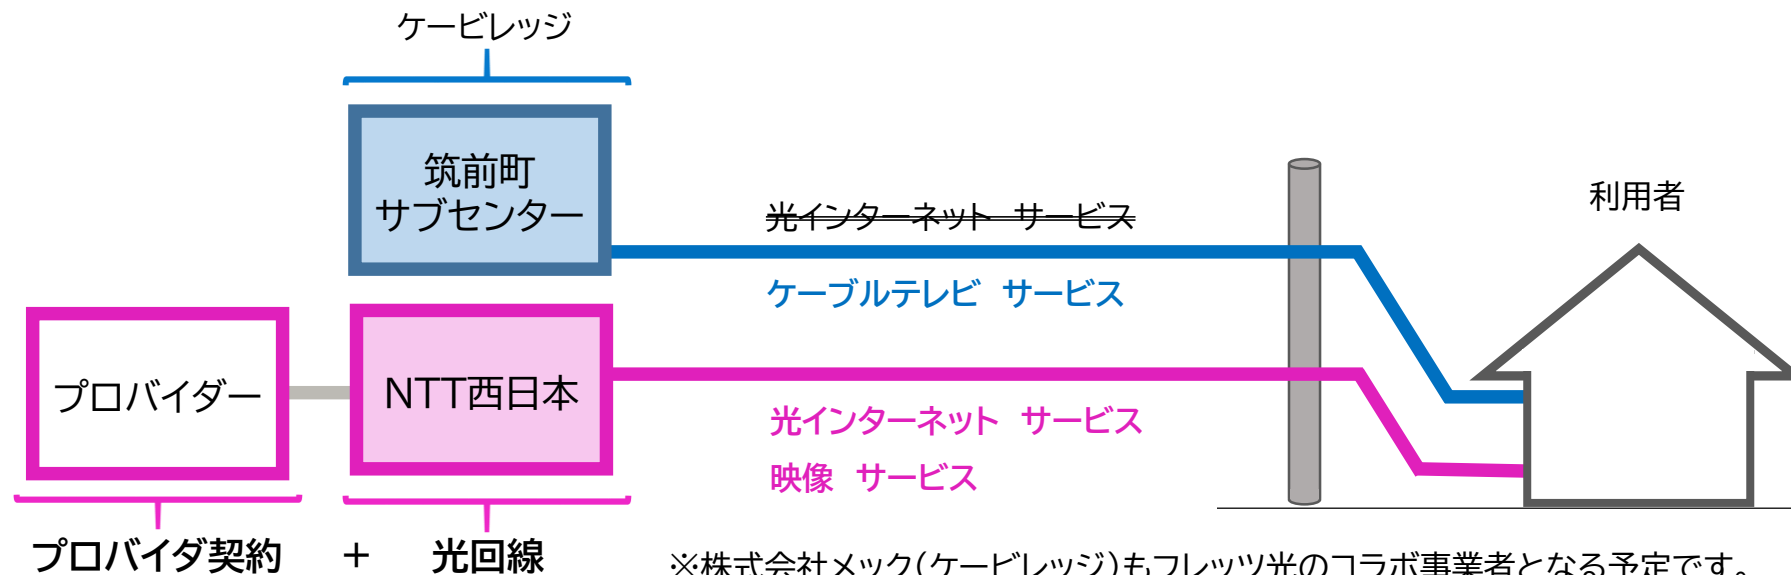 ケービレッジ
筑前町
サブセンター
光インターネット サービス
ケーブルテレビ サービス
利用者
プロバイダー
NTT西日本
光インターネット サービス
映像 サービス
プロバイダ契約 + 光回線
※株式会社メック(ケービレッジ)もフレッツ光のコラボ事業者となる予定です。